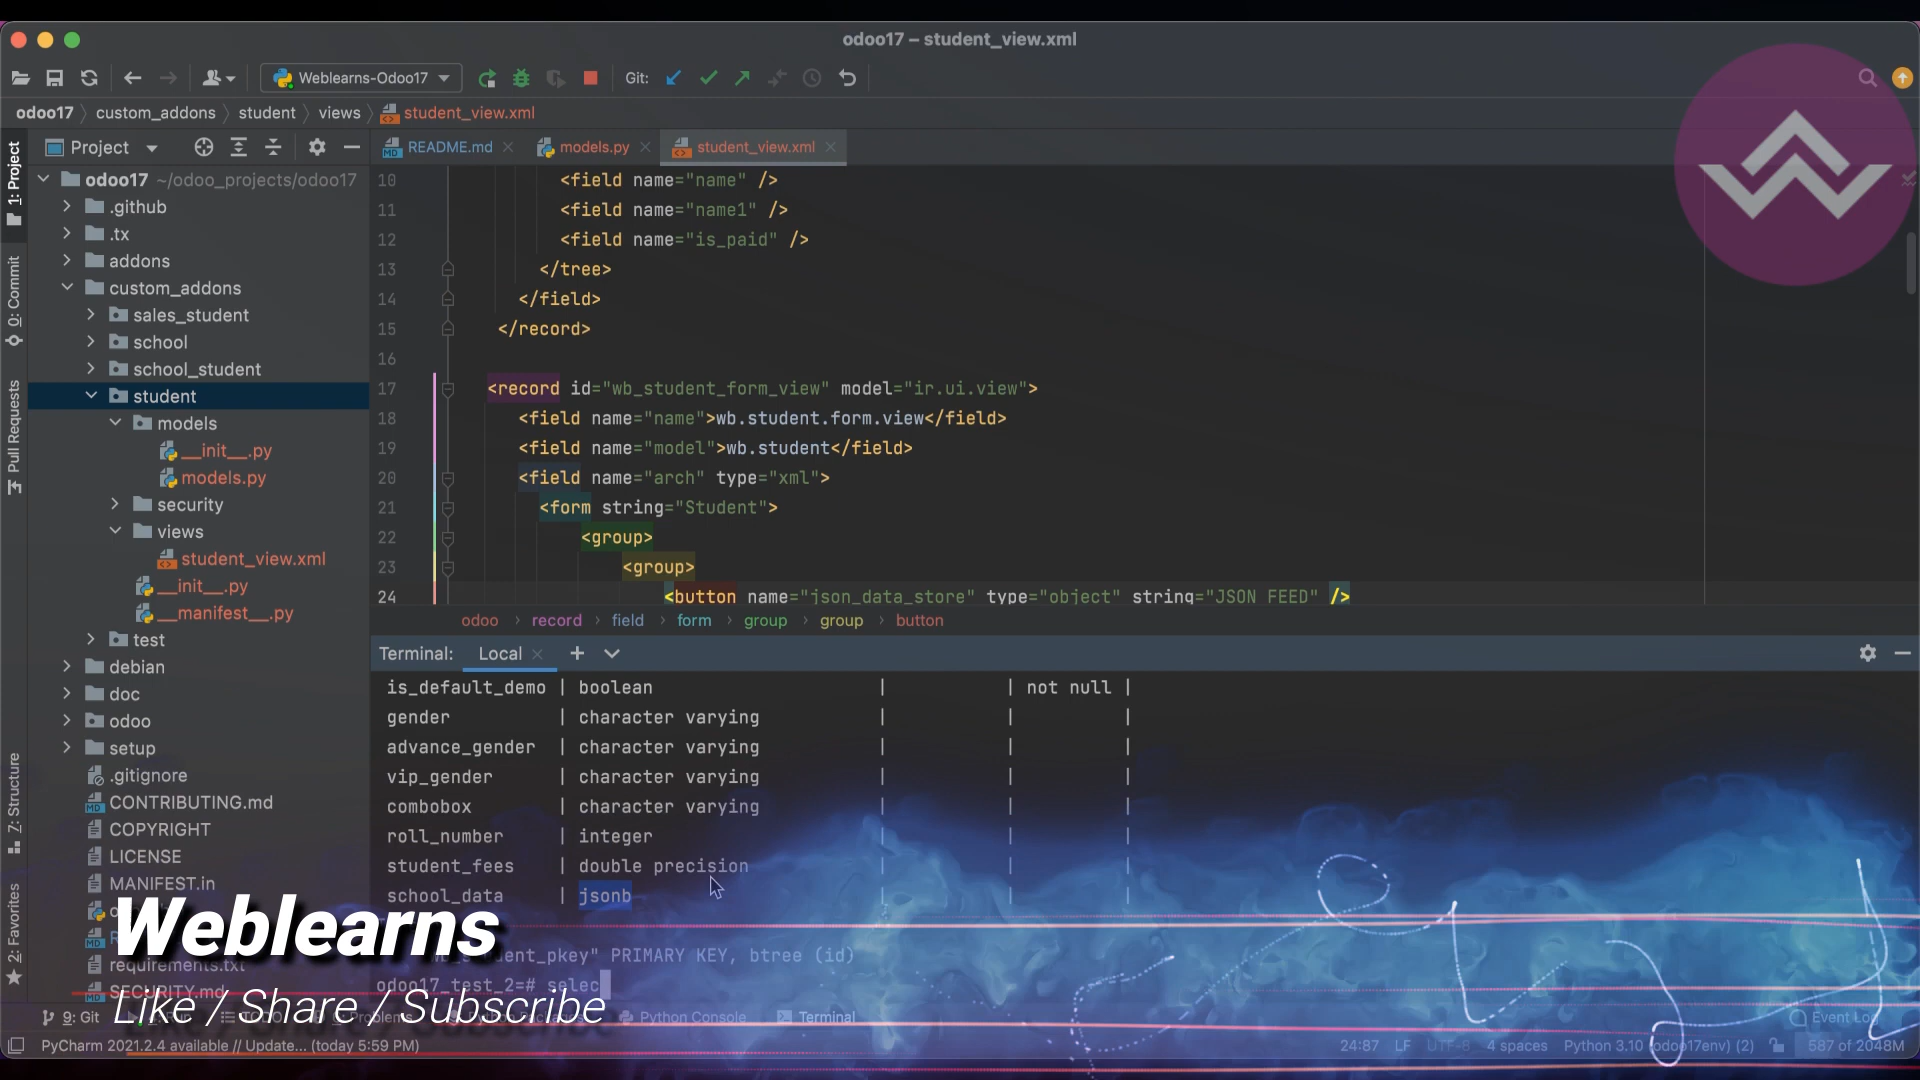 odoo17 – student_view.xml
Weblearns-Odoo17
Git:
odoo17 custom_addons student views student_view.xml
Project
README.md models.py student_view.xml
1: Project
0: Commit
Pull Requests
7: Structure
2: Favorites
odoo17 ~/odoo_projects/odoo17
.github
.tx
addons
custom_addons
sales_student
school
school_student
student
models
__init__.py
models.py
security
views
student_view.xml
__init__.py
__manifest__.py
test
debian
doc
odoo
setup
.gitignore
CONTRIBUTING.md
COPYRIGHT
LICENSE
MANIFEST.in
requirements.txt
SECURITY.md
10 <field name="name" />
11 <field name="name1" />
12 <field name="is_paid" />
13 </tree>
14 </field>
15 </record>
16
17 <record id="wb_student_form_view" model="ir.ui.view">
18 <field name="name">wb.student.form.view</field>
19 <field name="model">wb.student</field>
20 <field name="arch" type="xml">
21 <form string="Student">
22 <group>
23 <group>
24 <button name="json_data_store" type="object" string="JSON FEED" />
odoo record field form group group button
Terminal: Local
is_default_demo | boolean | | not null |
gender | character varying | | |
advance_gender | character varying | | |
vip_gender | character varying | | |
combobox | character varying | | |
roll_number | integer | | |
student_fees | double precision | | |
school_data | jsonb | | |
PRIMARY KEY, btree (id)
odoo17_test_2=# selec
Weblearns
Like / Share / Subscribe
9: Git Problems Python Console Terminal Event Log
PyCharm 2021.2.4 available // Update... (today 5:59 PM)
24:87 LF UTF-8 4 spaces Python 3.10 (odoo17env) (2) 587 of 2048M